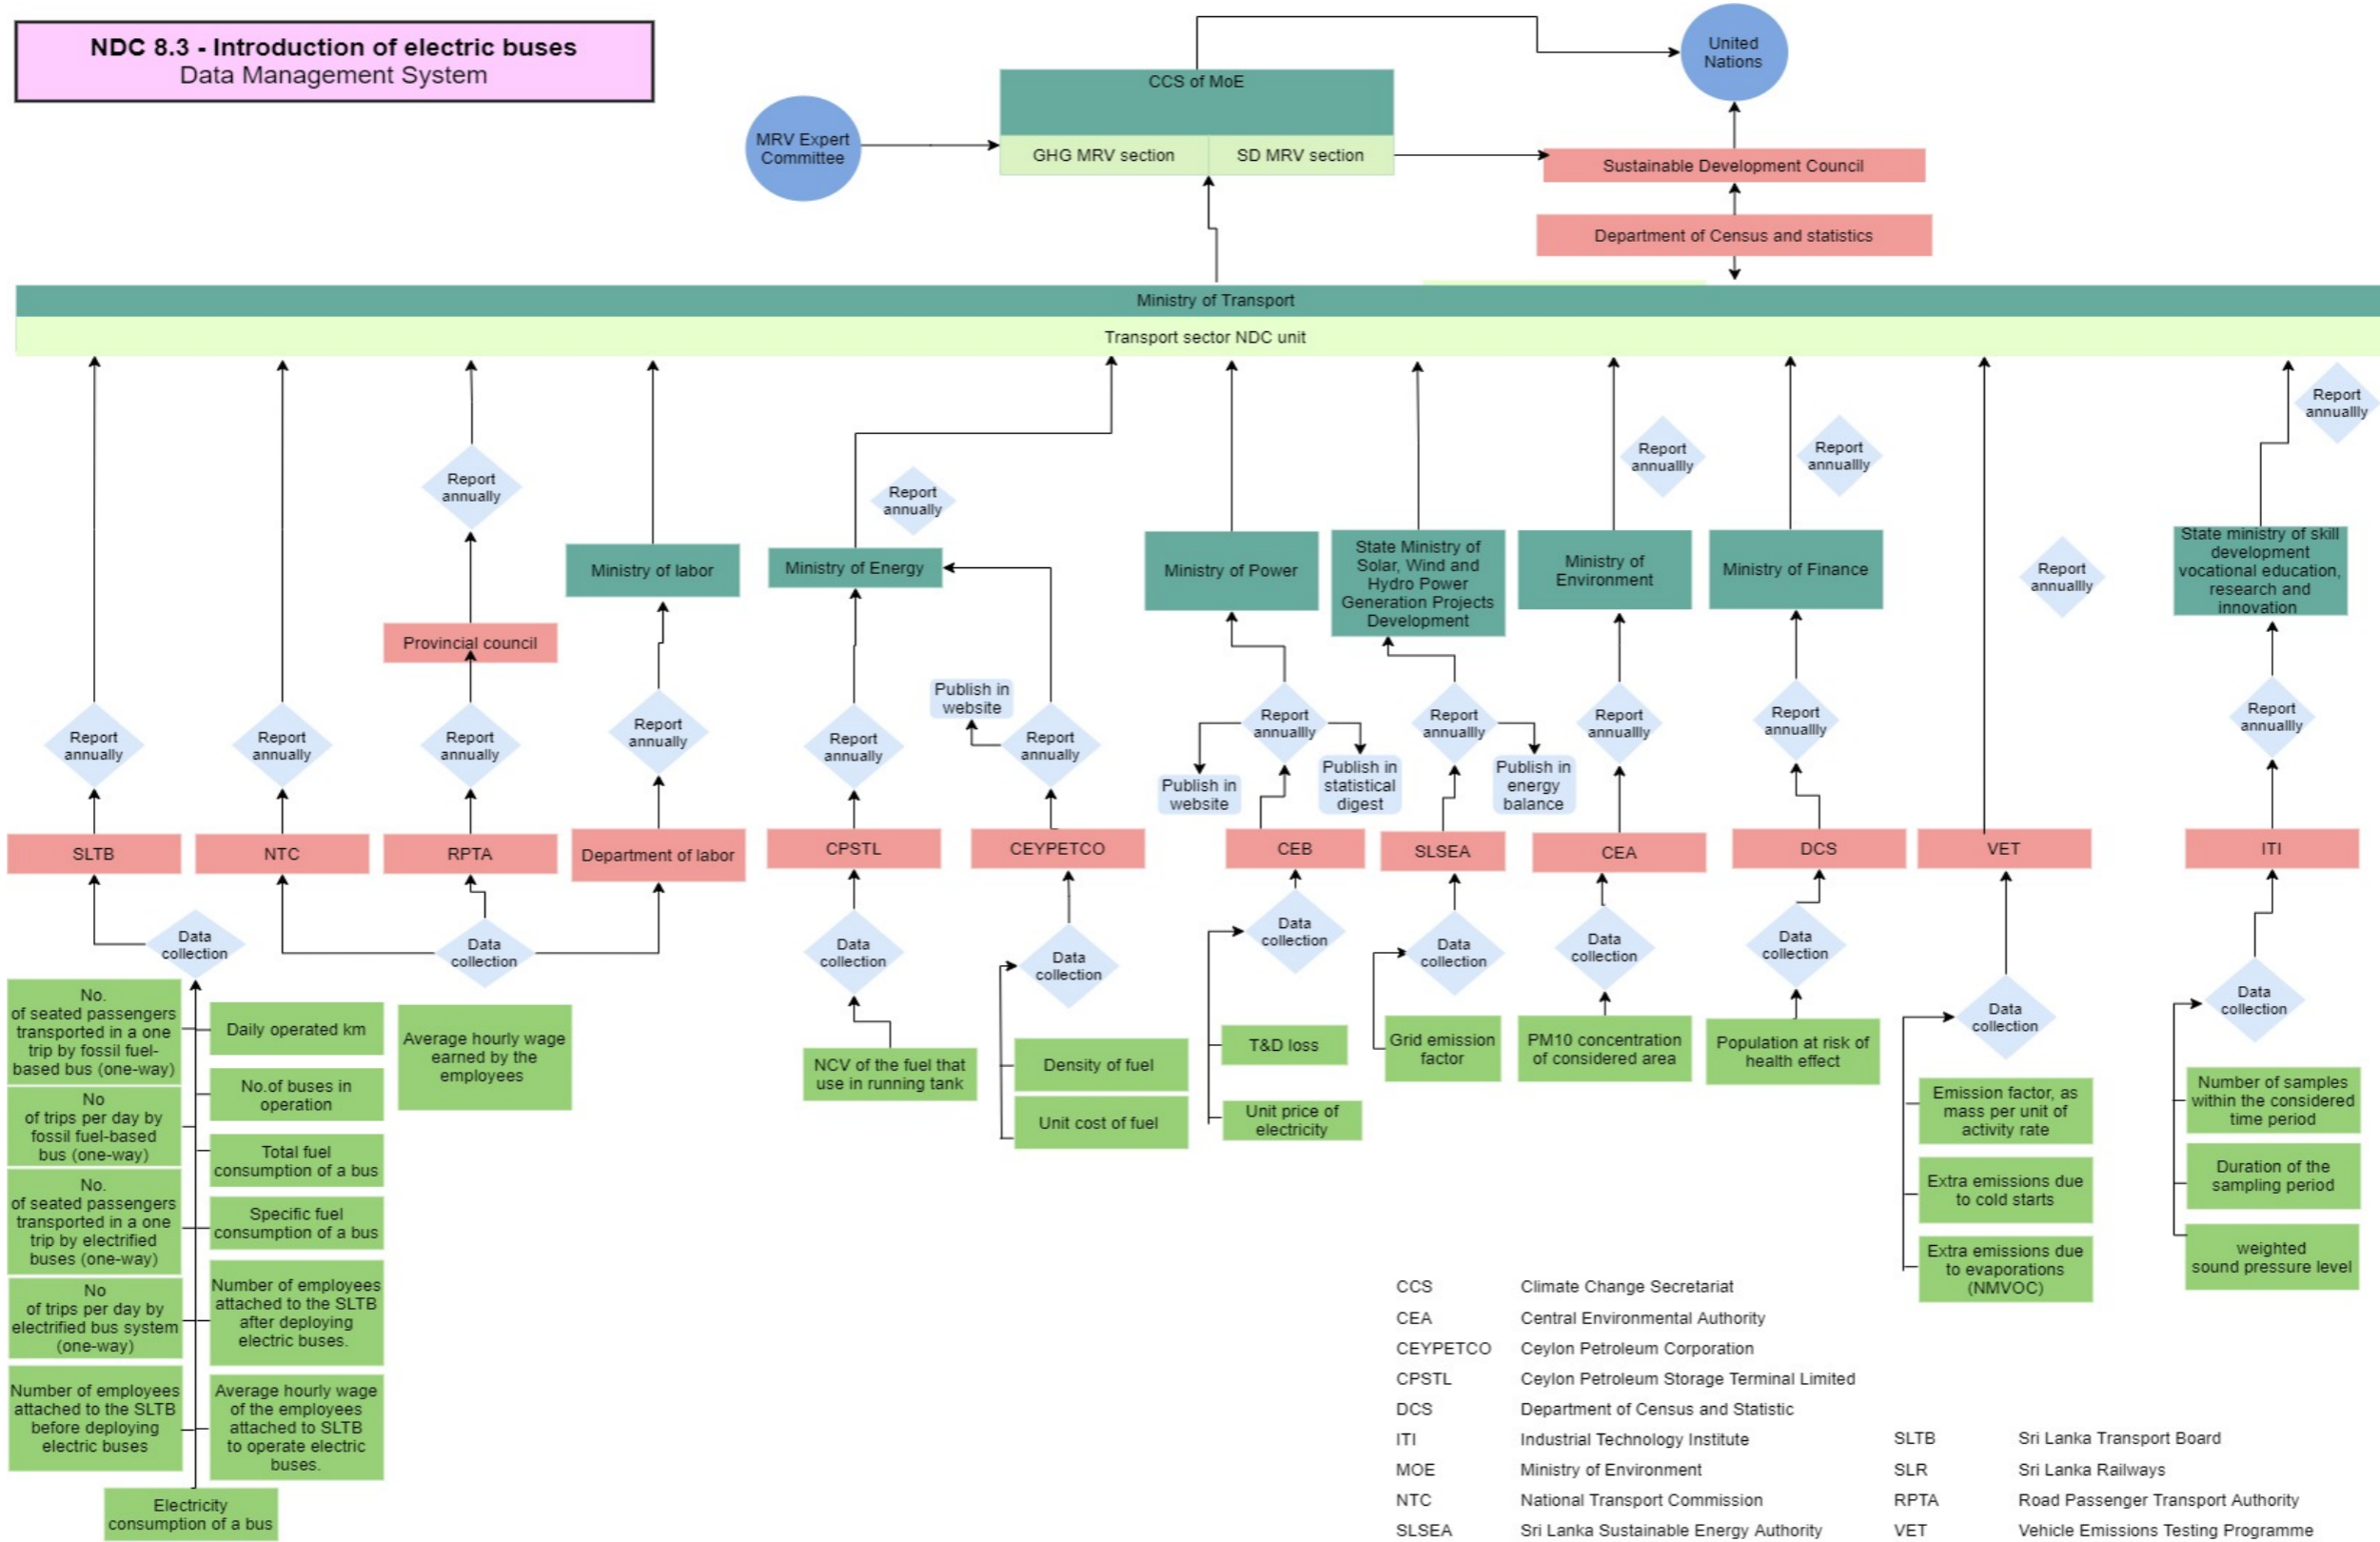 NDC 8.3 - Introduction of electric buses
Data Management System
United
Nations
CCS of MoE
MRV Expert
Committee
GHG MRV section
SD MRV section
Sustainable Development Council
Department of Census and statistics
Ministry of Transport
Transport sector NDC unit
Report
annually
Report
annually
Report
annuallly
Report
annuallly
Report
annuallly
Report
annuallly
Ministry of labor
Ministry of Energy
Ministry of Power
State Ministry of
Solar, Wind and
Hydro Power
Generation Projects
Development
Ministry of
Environment
Ministry of Finance
State ministry of skill
development
vocational education,
research and
innovation
Provincial council
Report
annually
Report
annually
Report
annually
Report
annually
Report
annually
Publish in
website
Report
annually
Report
annuallly
Publish in
website
Publish in
statistical
digest
Report
annuallly
Publish in
energy
balance
Report
annuallly
Report
annuallly
Report
annuallly
SLTB
NTC
RPTA
Department of labor
CPSTL
CEYPETCO
CEB
SLSEA
CEA
DCS
VET
ITI
Data
collection
Data
collection
Data
collection
Data
collection
Data
collection
Data
collection
Data
collection
Data
collection
Data
collection
Data
collection
No.
of seated passengers
transported in a one
trip by fossil fuel-
based bus (one-way)
No
of trips per day by
fossil fuel-based
bus (one-way)
No.
of seated passengers
transported in a one
trip by electrified
buses (one-way)
No
of trips per day by
electrified bus system
(one-way)
Number of employees
attached to the SLTB
before deploying
electric buses
Daily operated km
No.of buses in
operation
Total fuel
consumption of a bus
Specific fuel
consumption of a bus
Number of employees
attached to the SLTB
after deploying
electric buses.
Average hourly wage
of the employees
attached to SLTB
to operate electric
buses.
Electricity
consumption of a bus
Average hourly wage
earned by the
employees
NCV of the fuel that
use in running tank
Density of fuel
Unit cost of fuel
T&D loss
Unit price of
electricity
Grid emission
factor
PM10 concentration
of considered area
Population at risk of
health effect
Emission factor, as
mass per unit of
activity rate
Extra emissions due
to cold starts
Extra emissions due
to evaporations
(NMVOC)
Number of samples
within the considered
time period
Duration of the
sampling period
weighted
sound pressure level
CCS Climate Change Secretariat
CEA Central Environmental Authority
CEYPETCO Ceylon Petroleum Corporation
CPSTL Ceylon Petroleum Storage Terminal Limited
DCS Department of Census and Statistic
ITI Industrial Technology Institute
MOE Ministry of Environment
NTC National Transport Commission
SLSEA Sri Lanka Sustainable Energy Authority
SLTB Sri Lanka Transport Board
SLR Sri Lanka Railways
RPTA Road Passenger Transport Authority
VET Vehicle Emissions Testing Programme